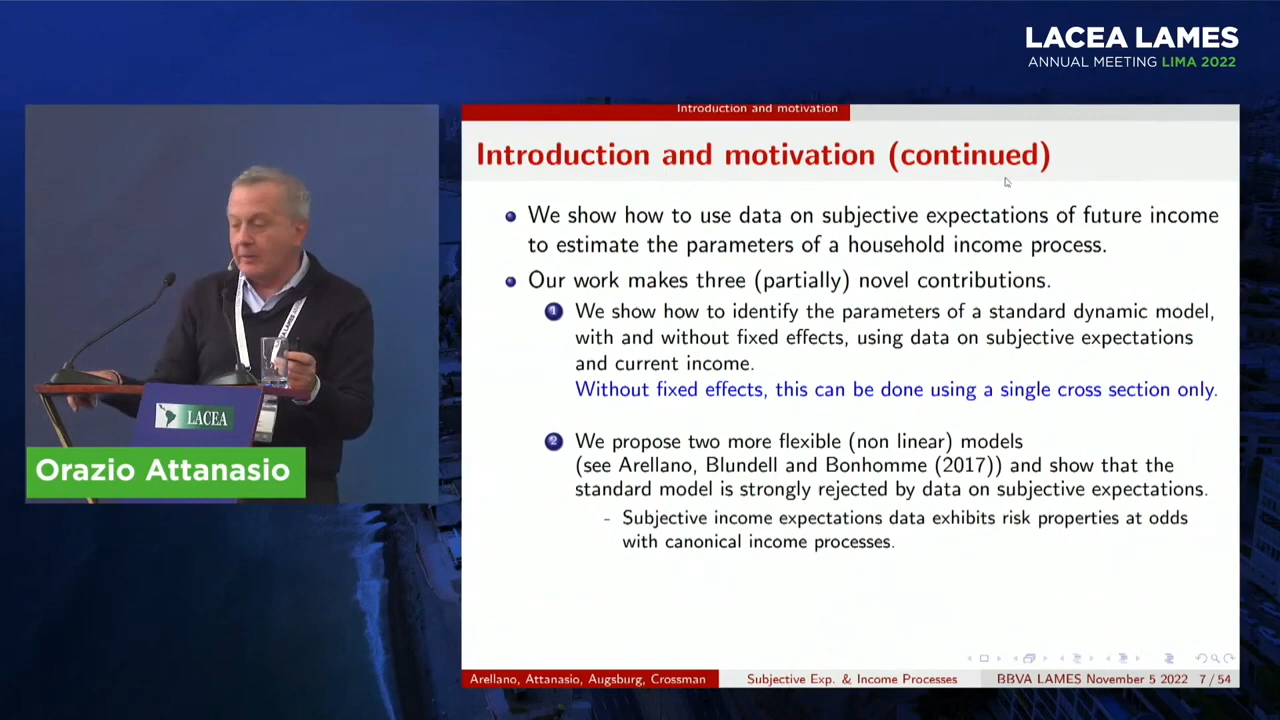 LACEA LAMES
ANNUAL MEETING LIMA 2022
Introduction and motivation
Introduction and motivation (continued)
We show how to use data on subjective expectations of future income
to estimate the parameters of a household income process.
Our work makes three (partially) novel contributions.
1 We show how to identify the parameters of a standard dynamic model,
with and without fixed effects, using data on subjective expectations
and current income.
Without fixed effects, this can be done using a single cross section only.
2 We propose two more flexible (non linear) models
(see Arellano, Blundell and Bonhomme (2017)) and show that the
standard model is strongly rejected by data on subjective expectations.
- Subjective income expectations data exhibits risk properties at odds
with canonical income processes.
LACEA
Orazio Attanasio
Arellano, Attanasio, Augsburg, Crossman
Subjective Exp. & Income Processes
BBVA LAMES November 5 2022 7 / 54